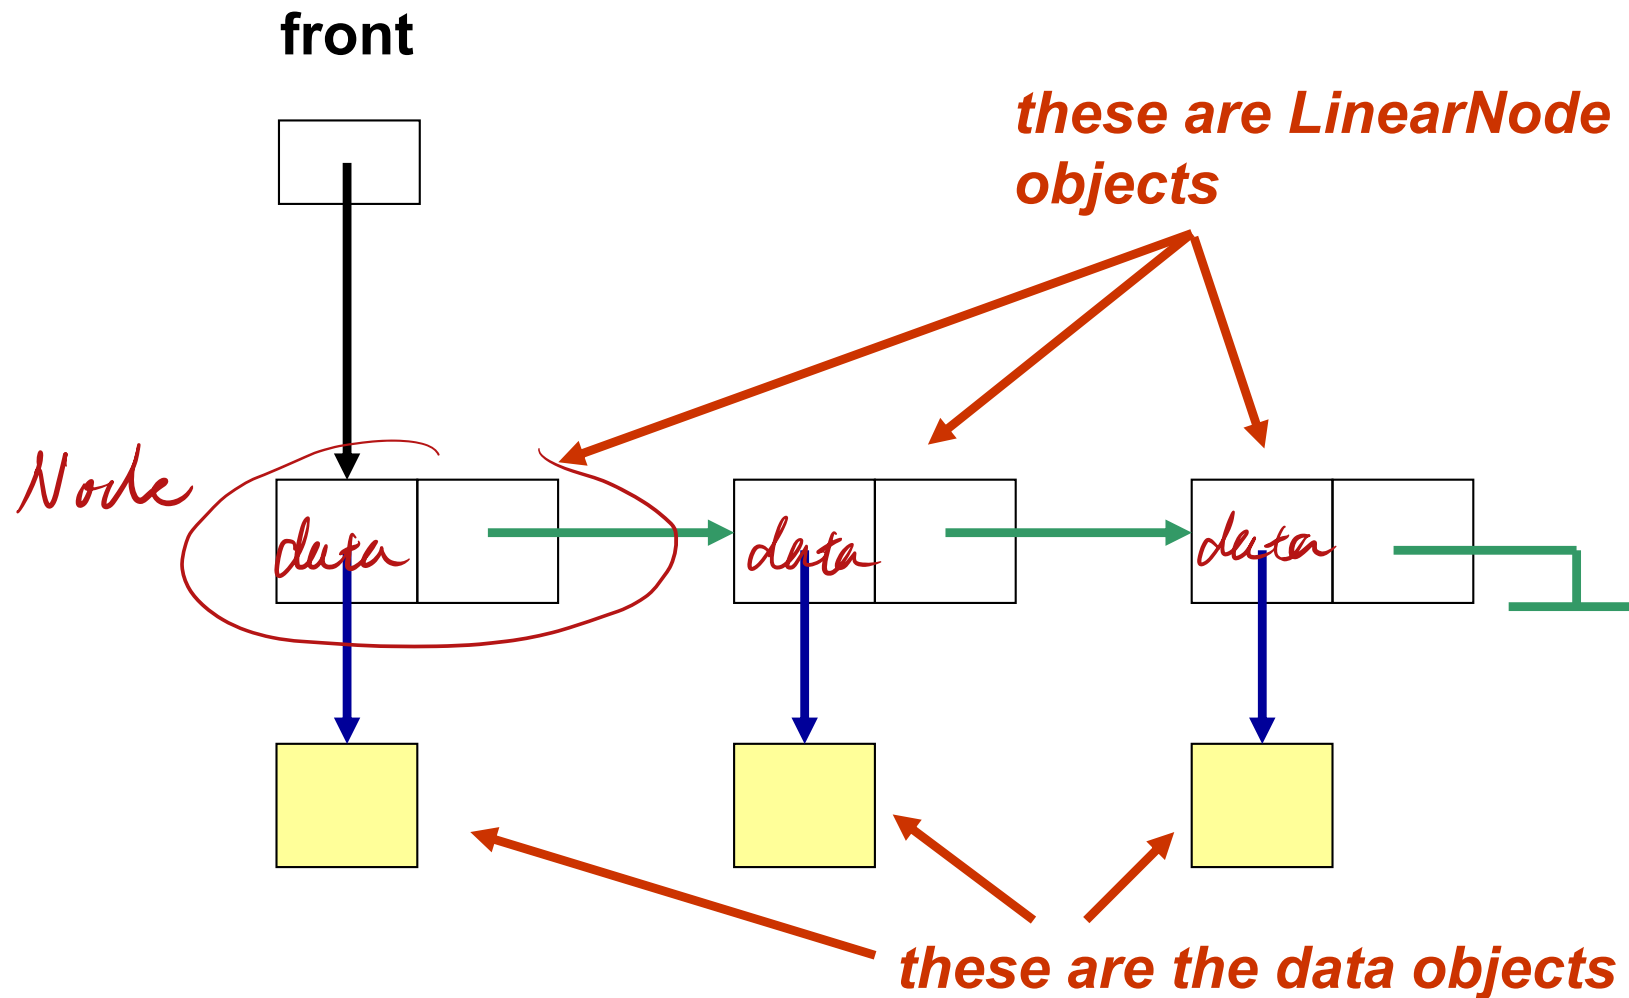 front
these are LinearNode
objects
Node
data
data
data
these are the data objects